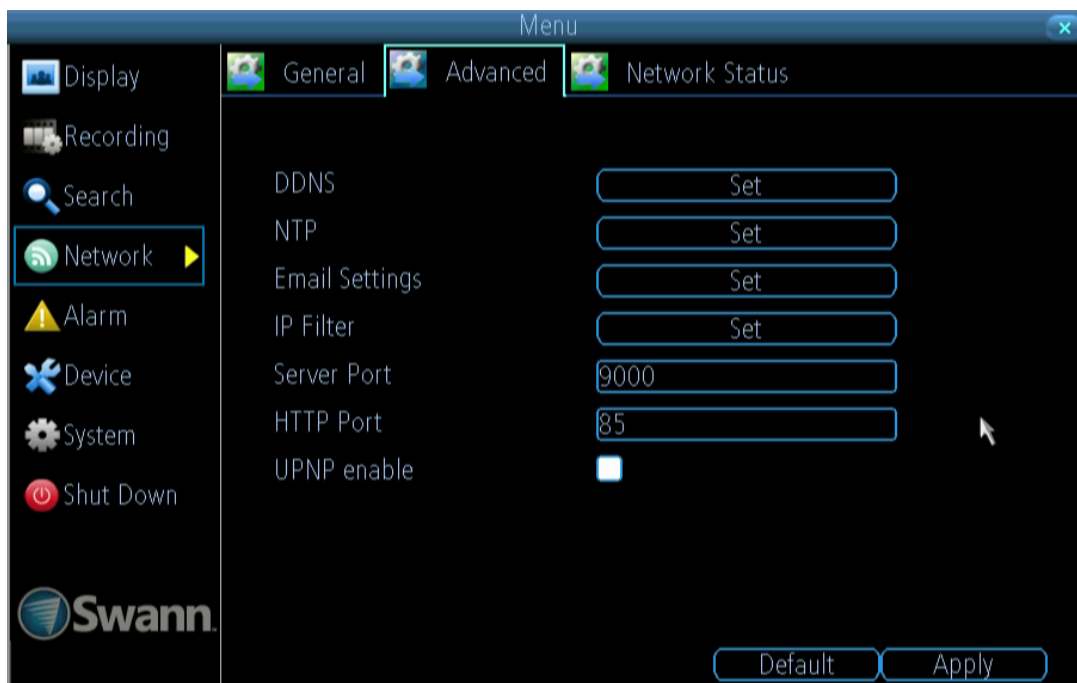 Menu
Display
Recording
Search
Network
Alarm
Device
System
Shut Down
Swann
General Advanced Network Status
DDNS Set
NTP Set
Email Settings Set
IP Filter Set
Server Port 9000
HTTP Port 85
UPNP enable
Default Apply